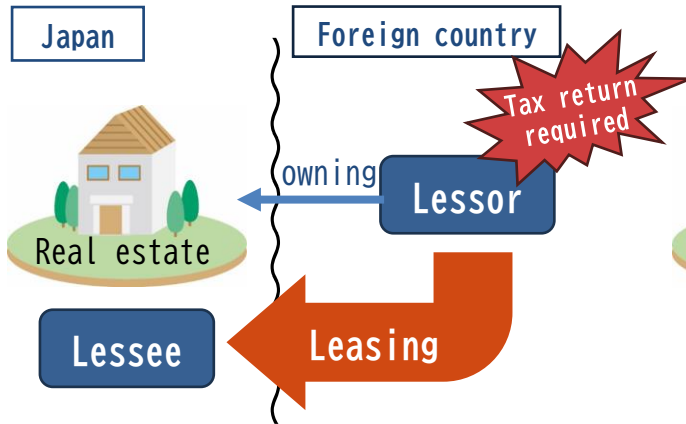 Japan
Foreign country
Tax return
required
owning
Lessor
Real estate
Lessee
Leasing